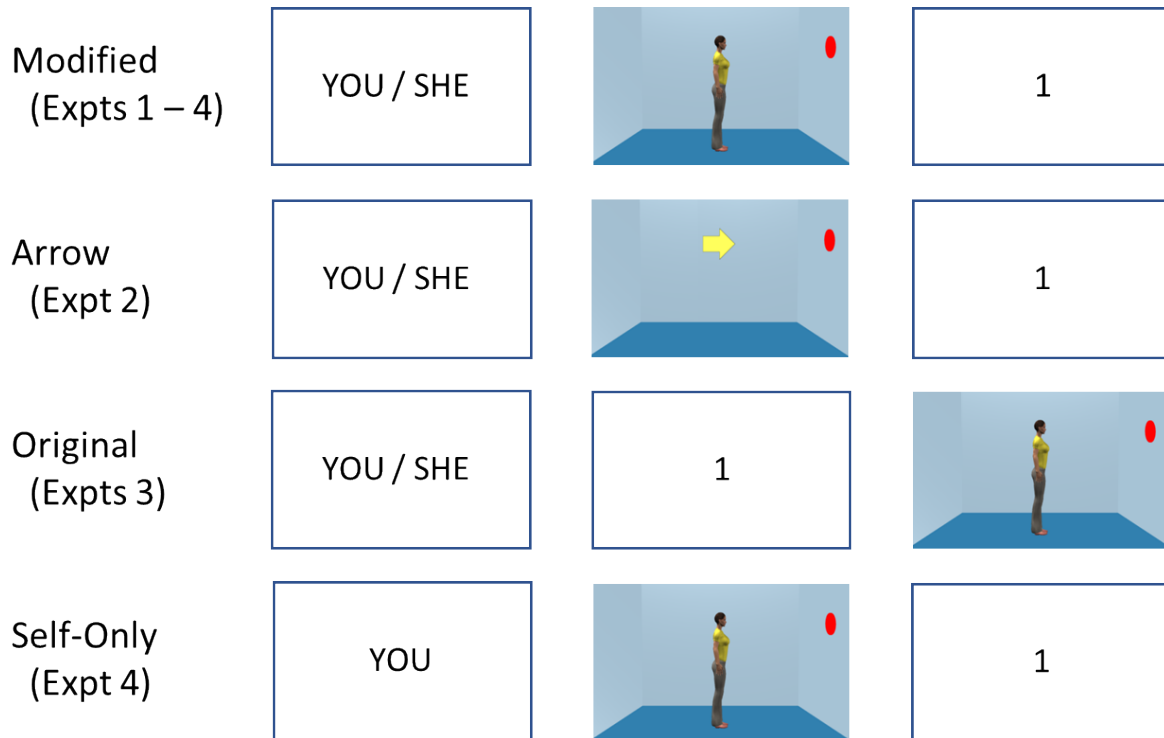 Modified
(Expts 1 – 4)
YOU / SHE
1
Arrow
(Expt 2)
YOU / SHE
1
Original
(Expts 3)
YOU / SHE
1
Self-Only
(Expt 4)
YOU
1